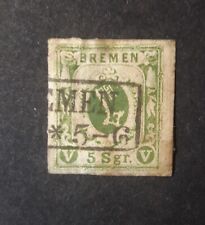 BREMEN
EMEN
* 5-6
V V
5 Sgr.